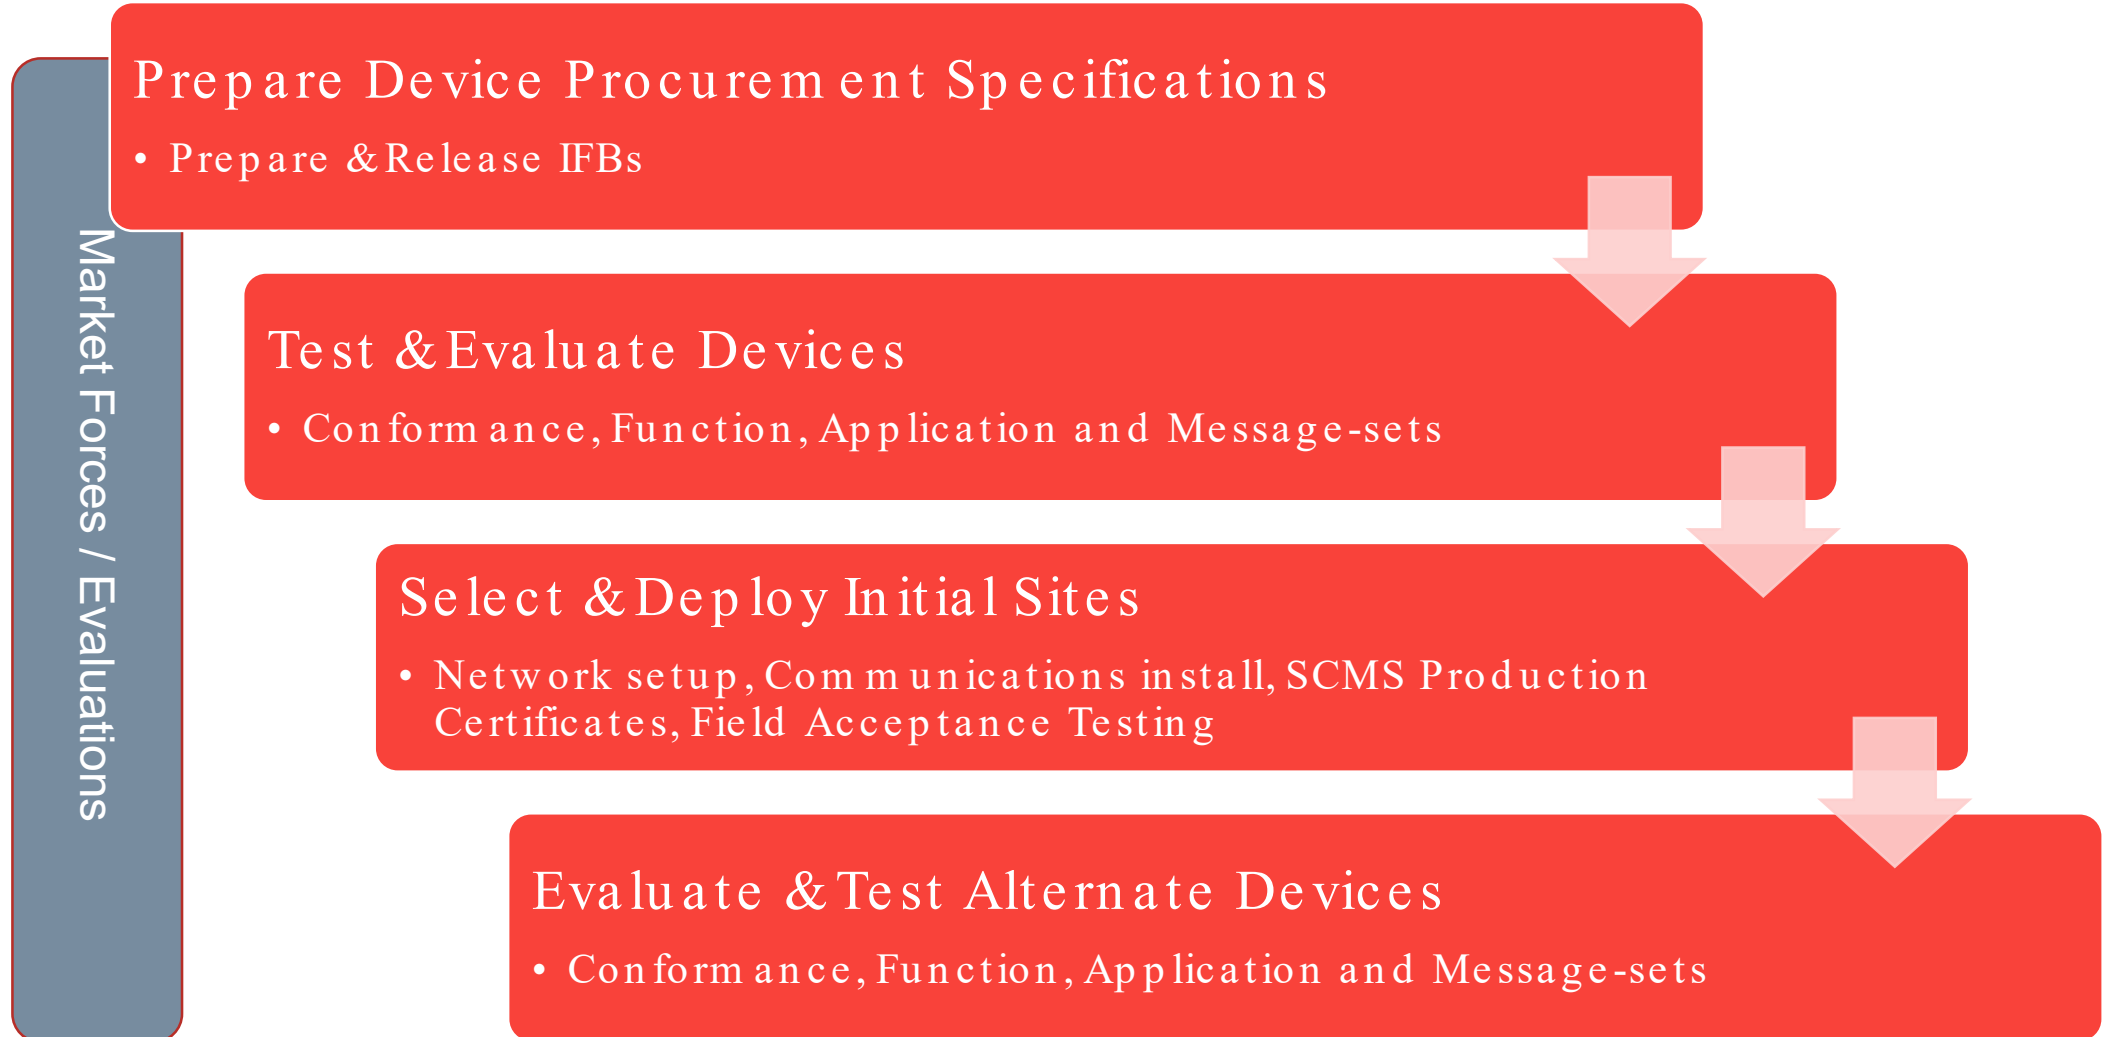 Prepare Device Procurement Specifications
• Prepare & Release IFBs
Market Forces / Evaluations
Test & Evaluate Devices
• Conformance, Function, Application and Message-sets
Select & Deploy Initial Sites
• Network setup, Communications install, SCMS Production
Certificates, Field Acceptance Testing
Evaluate & Test Alternate Devices
• Conformance, Function, Application and Message-sets